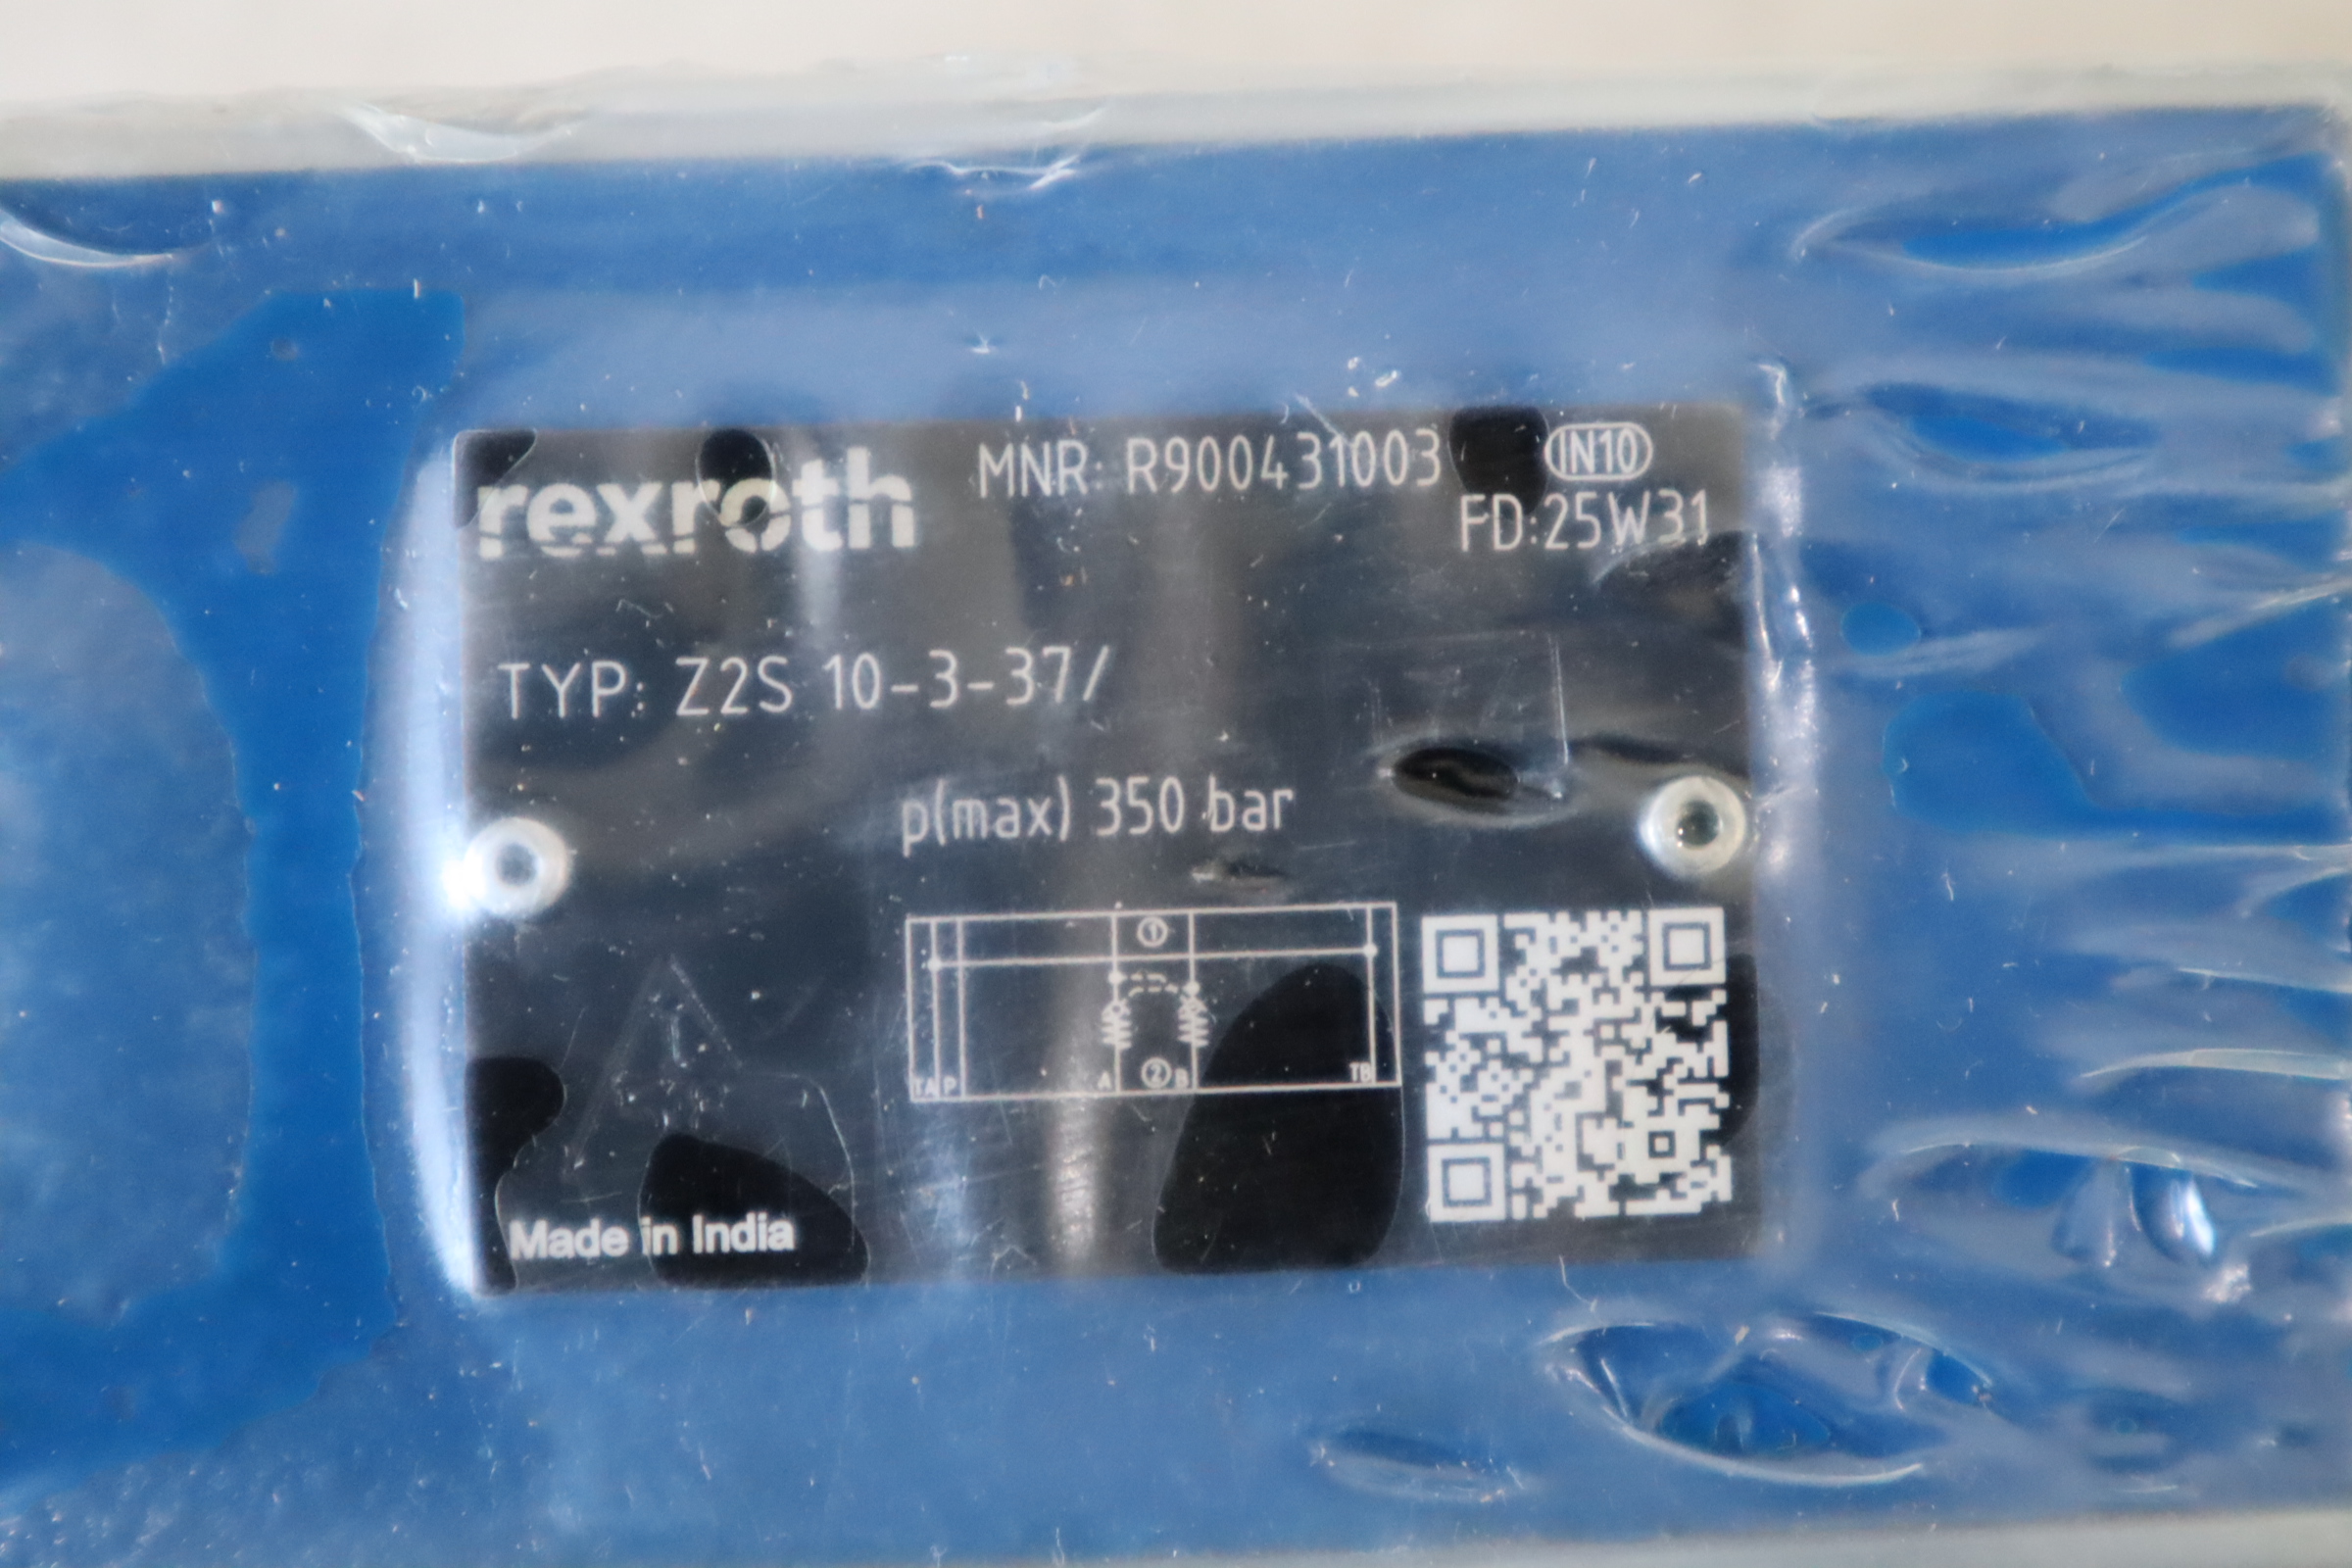 rexroth
MNR: R900431003
IN10
FD:25W31
TYP: Z2S 10-3-37/
p(max) 350 bar
1
TA P A 2 B TB
Made in India